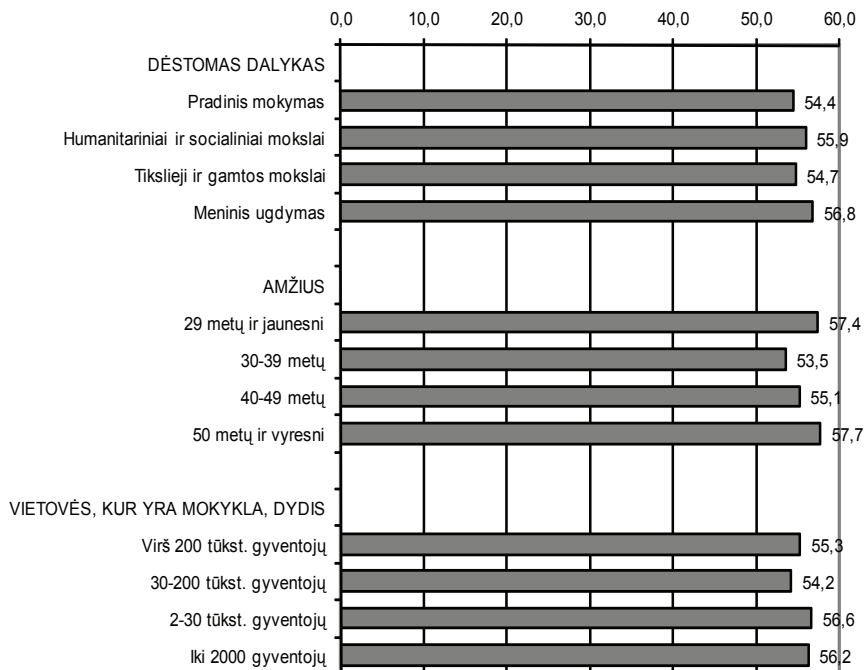 0,0 10,0 20,0 30,0 40,0 50,0 60,0
DĖSTOMAS DALYKAS
Pradinis mokymas 54,4
Humanitariniai ir socialiniai mokslai 55,9
Tikslieji ir gamtos mokslai 54,7
Meninis ugdymas 56,8
AMŽIUS
29 metų ir jaunesni 57,4
30-39 metų 53,5
40-49 metų 55,1
50 metų ir vyresni 57,7
VIETOVĖS, KUR YRA MOKYKLA, DYDIS
Virš 200 tūkst. gyventojų 55,3
30-200 tūkst. gyventojų 54,2
2-30 tūkst. gyventojų 56,6
Iki 2000 gyventojų 56,2